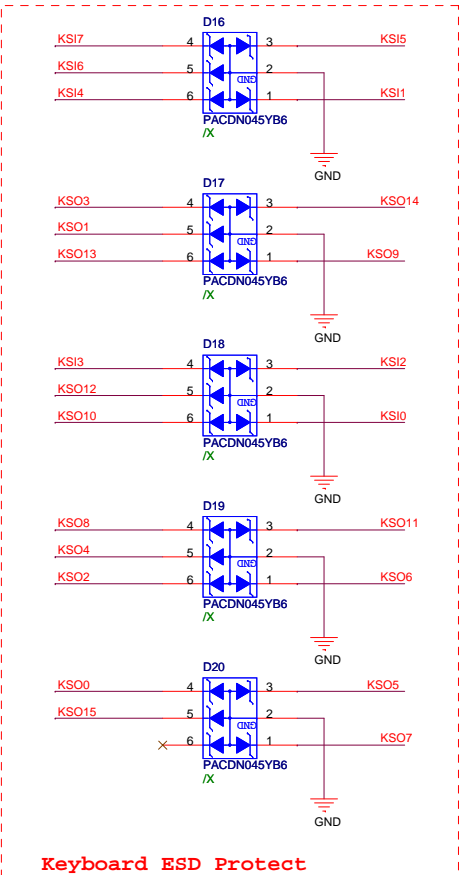 D16
KSI7 4 3 KSI5
KSI6 5 2
GND
KSI4 6 1 KSI1
PACDN045YB6
/X
GND
D17
KSO3 4 3 KSO14
KSO1 5 2
GND
KSO13 6 1 KSO9
PACDN045YB6
/X
GND
D18
KSI3 4 3 KSI2
KSO12 5 2
GND
KSO10 6 1 KSI0
PACDN045YB6
/X
GND
D19
KSO8 4 3 KSO11
KSO4 5 2
GND
KSO2 6 1 KSO6
PACDN045YB6
/X
GND
D20
KSO0 4 3 KSO5
KSO15 5 2
GND
6 1 KSO7
PACDN045YB6
/X
GND
Keyboard ESD Protect